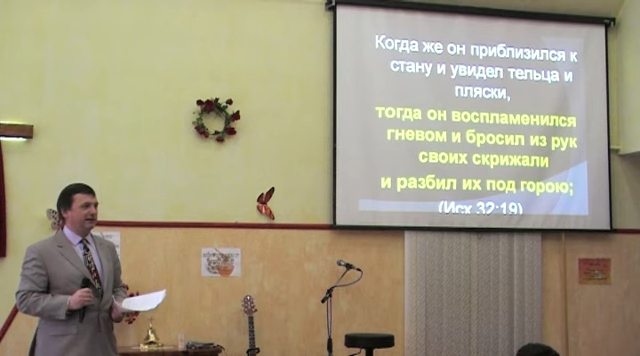 Когда же он приблизился к
стану и увидел тельца и
пляски,
тогда он воспламенился
гневом и бросил из рук
своих скрижали
и разбил их под горою;
(Исх 32:19)